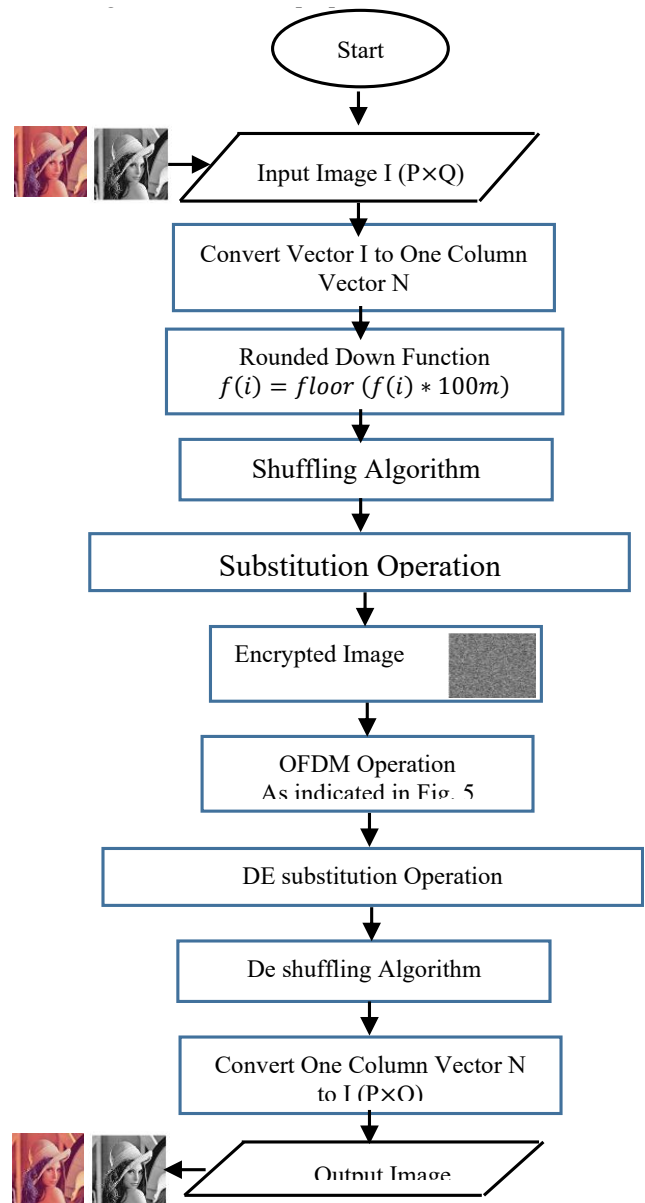 Start
Input Image I (P×Q)
Convert Vector I to One Column
Vector N
Rounded Down Function
f(i) = floor (f(i) * 100m)
Shuffling Algorithm
Substitution Operation
Encrypted Image
OFDM Operation
As indicated in Fig. 5
DE substitution Operation
De shuffling Algorithm
Convert One Column Vector N
to I (P×Q)
Output Image